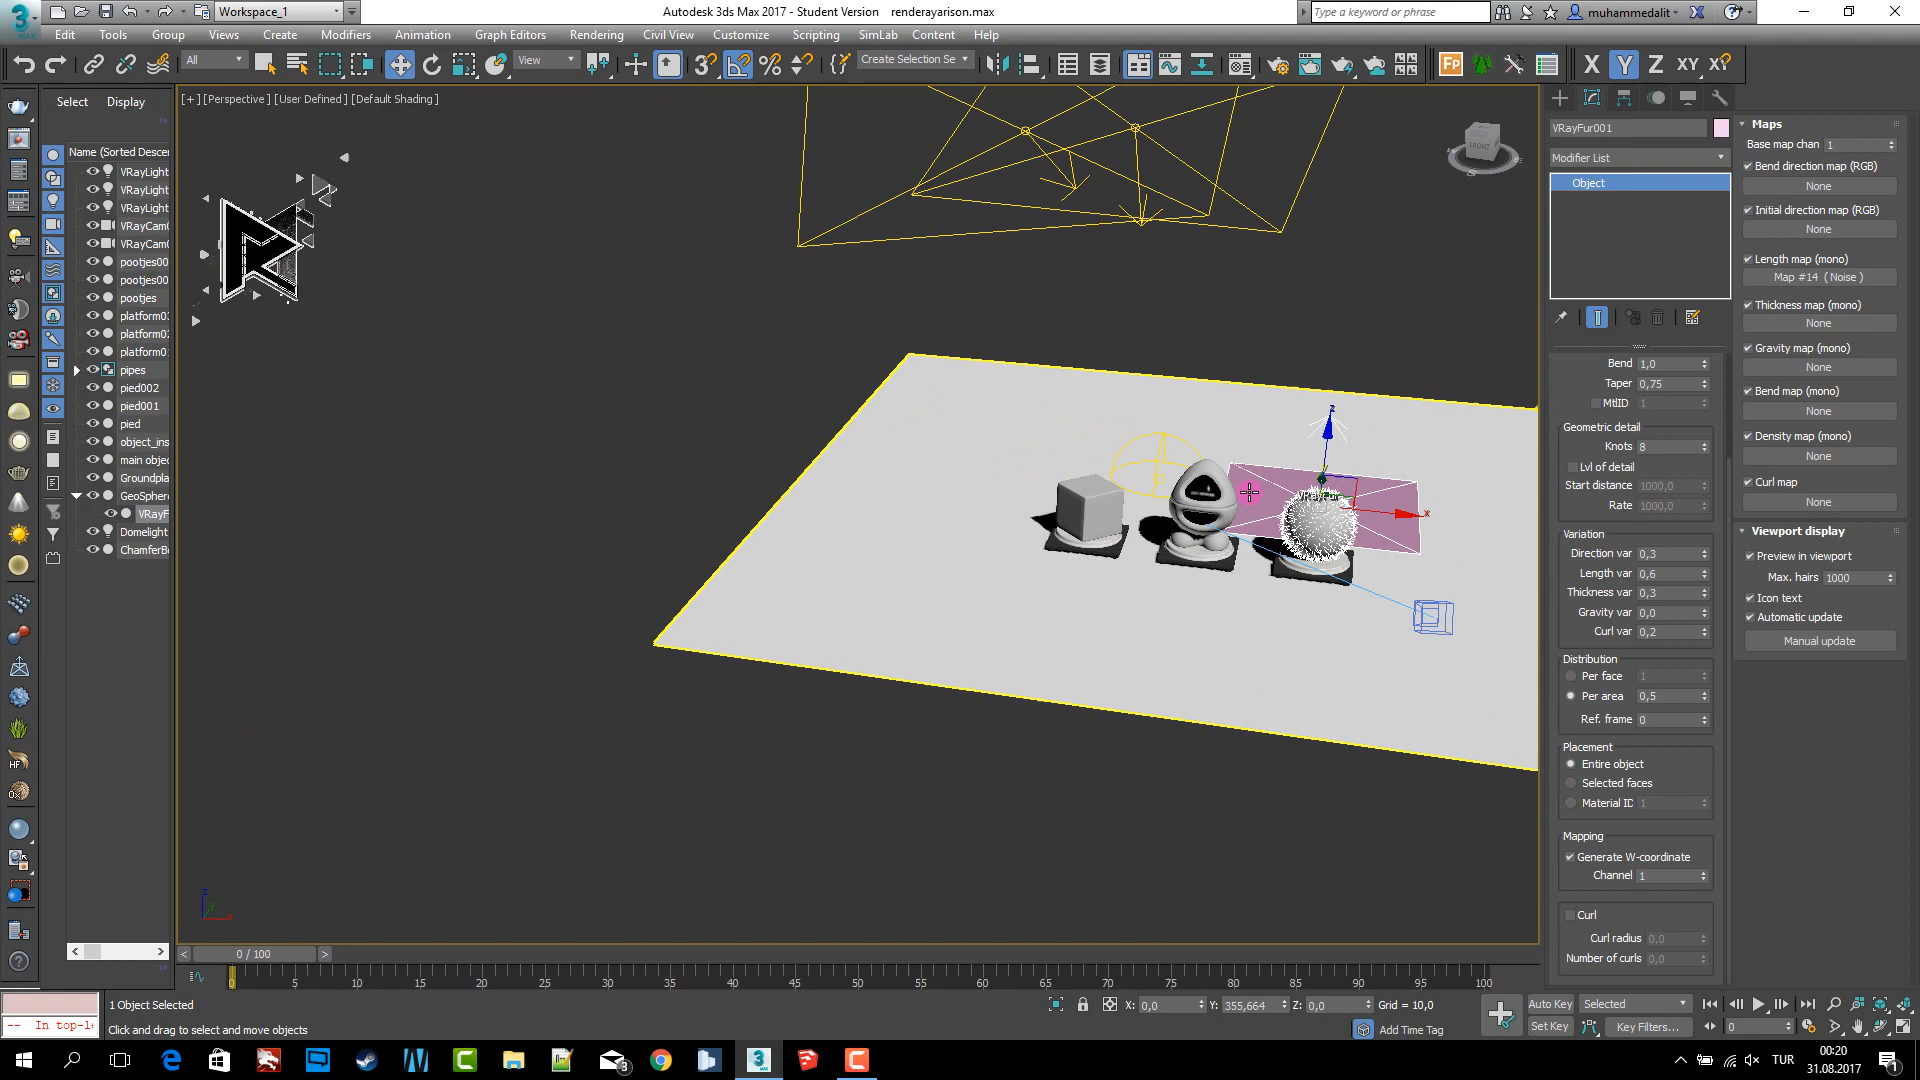 Workspace_1
Autodesk 3ds Max 2017 - Student Version renderayarison.max
Type a keyword or phrase
muhammedalit
MAX
Edit Tools Group Views Create Modifiers Animation Graph Editors Rendering Civil View Customize Scripting SimLab Content Help
All
View
Create Selection Se
X Y Z XY
Select Display
[+] [Perspective ] [User Defined ] [Default Shading ]
Name (Sorted Descer
VRayLight
VRayLight
VRayLight
VRayCam0
VRayCam0
pootjes00
pootjes00
pootjes
platform0
platform0
platform0
pipes
pied002
pied001
pied
object_ins
main objec
Groundpla
GeoSphere
VRayF
Domelight
ChamferBo
FRONT
VRayFur
z
x
VRayFur001
Modifier List
Object
Bend 1,0
Taper 0,75
MtlID 1
Geometric detail
Knots 8
Lvl of detail
Start distance 1000,0
Rate 1000,0
Variation
Direction var 0,3
Length var 0,6
Thickness var 0,3
Gravity var 0,0
Curl var 0,2
Distribution
Per face 1
Per area 0,5
Ref. frame 0
Placement
Entire object
Selected faces
Material ID 1
Mapping
Generate W-coordinate
Channel 1
Curl
Curl radius 0,0
Number of curls 0,0
Maps
Base map chan 1
Bend direction map (RGB)
None
Initial direction map (RGB)
None
Length map (mono)
Map #14 ( Noise )
Thickness map (mono)
None
Gravity map (mono)
None
Bend map (mono)
None
Density map (mono)
None
Curl map
None
Viewport display
Preview in viewport
Max. hairs 1000
Icon text
Automatic update
Manual update
0 / 100
0 5 10 15 20 25 30 35 40 45 50 55 60 65 70 75 80 85 90 95 100
1 Object Selected
X: 0,0 Y: 355,664 Z: 0,0 Grid = 10,0
Auto Key Selected
-- In top-l
Click and drag to select and move objects
Add Time Tag
Set Key Key Filters... 0
TUR
00:20
31.08.2017